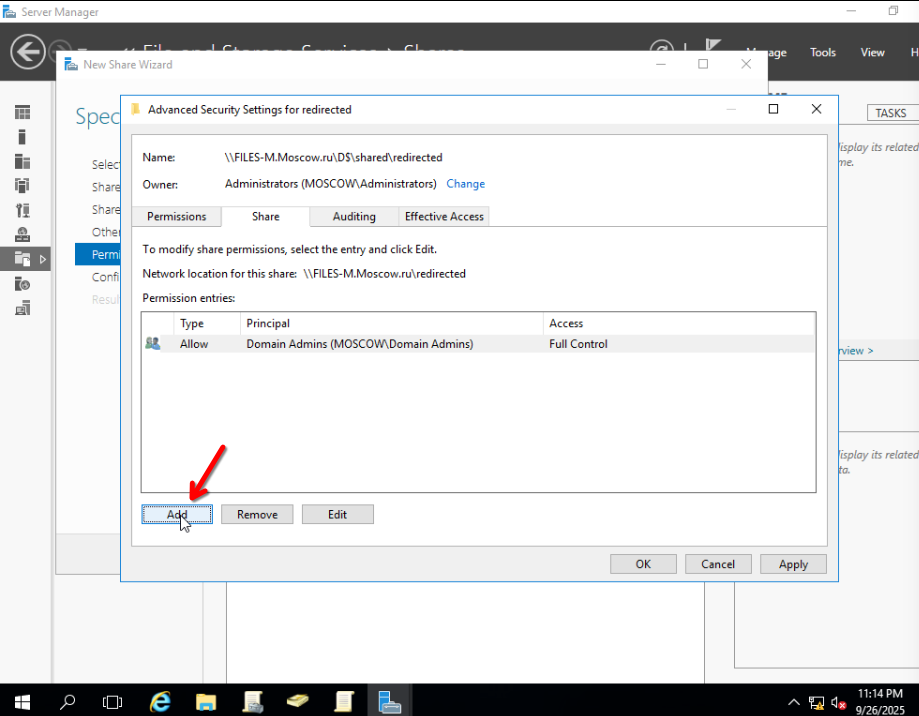 Server Manager
File and Storage Services
Shares
Manage Tools View H
New Share Wizard
TASKS
Spec
Advanced Security Settings for redirected
Name: \\FILES-M.Moscow.ru\D$\shared\redirected
Owner: Administrators (MOSCOW\Administrators) Change
Permissions Share Auditing Effective Access
To modify share permissions, select the entry and click Edit.
Network location for this share: \\FILES-M.Moscow.ru\redirected
Permission entries:
Type Principal Access
Allow Domain Admins (MOSCOW\Domain Admins) Full Control
Add Remove Edit
OK Cancel Apply
Selec
Share
Share
Other
Permi
Confi
Resul
isplay its related
me.
rview >
isplay its related
ta.
11:14 PM
9/26/2025